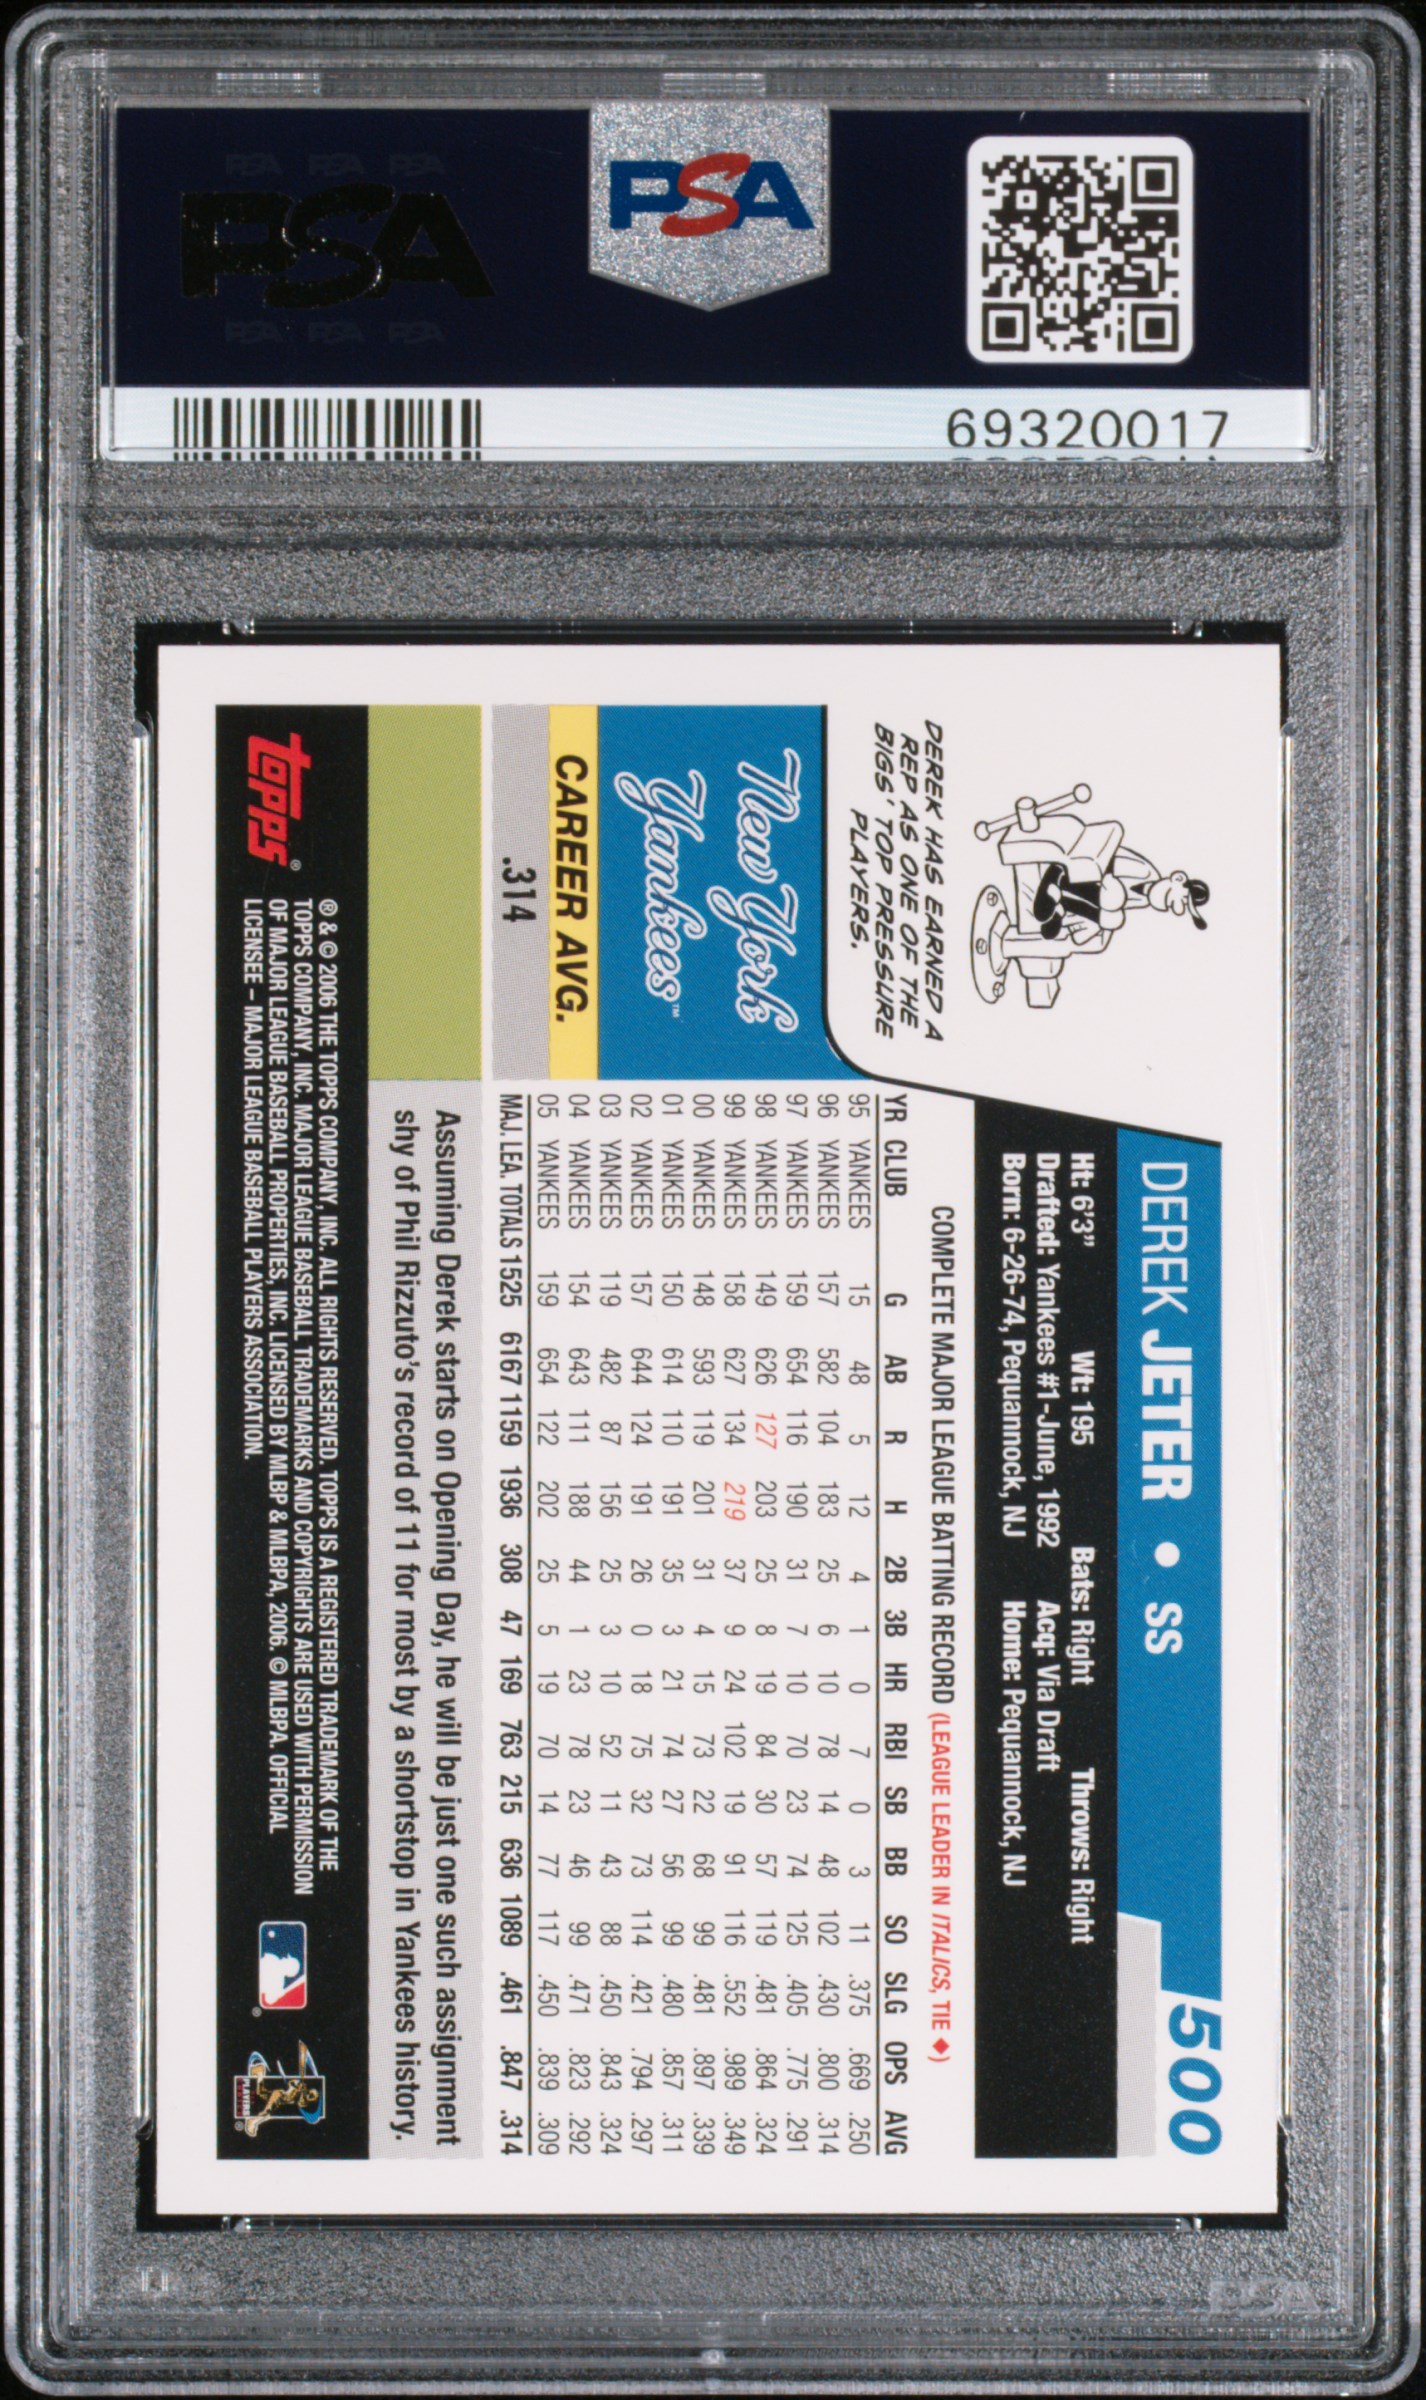 PSA
PSA PSA PSA
PSA
PSA PSA PSA
69320017
DEREK HAS EARNED A
REP AS ONE OF THE
BIGS' TOP PRESSURE
PLAYERS.
500
DEREK JETER • SS
Ht: 6'3" Wt: 195 Bats: Right Throws: Right
Drafted: Yankees #1-June, 1992 Acq: Via Draft
Born: 6-26-74, Pequannock, NJ Home: Pequannock, NJ
New York
Yankees™
CAREER AVG.
.314
COMPLETE MAJOR LEAGUE BATTING RECORD (LEAGUE LEADER IN ITALICS, TIE ◆)
YR CLUB G AB R H 2B 3B HR RBI SB BB SO SLG OPS AVG
95 YANKEES 15 48 5 12 4 1 0 7 0 3 11 .375 .669 .250
96 YANKEES 157 582 104 183 25 6 10 78 14 48 102 .430 .800 .314
97 YANKEES 159 654 116 190 31 7 10 70 23 74 125 .405 .775 .291
98 YANKEES 149 626 127 203 25 8 19 84 30 57 119 .481 .864 .324
99 YANKEES 158 627 134 219 37 9 24 102 19 91 116 .552 .989 .349
00 YANKEES 148 593 119 201 31 4 15 73 22 68 99 .481 .897 .339
01 YANKEES 150 614 110 191 35 3 21 74 27 56 99 .480 .857 .311
02 YANKEES 157 644 124 191 26 0 18 75 32 73 114 .421 .794 .297
03 YANKEES 119 482 87 156 25 3 10 52 11 43 88 .450 .843 .324
04 YANKEES 154 643 111 188 44 1 23 78 23 46 99 .471 .823 .292
05 YANKEES 159 654 122 202 25 5 19 70 14 77 117 .450 .839 .309
MAJ. LEA. TOTALS 1525 6167 1159 1936 308 47 169 763 215 636 1089 .461 .847 .314
Assuming Derek starts on Opening Day, he will be just one such assignment
shy of Phil Rizzuto's record of 11 for most by a shortstop in Yankees history.
topps®
® & © 2006 THE TOPPS COMPANY, INC. ALL RIGHTS RESERVED. TOPPS IS A REGISTERED TRADEMARK OF THE
TOPPS COMPANY, INC. MAJOR LEAGUE BASEBALL TRADEMARKS AND COPYRIGHTS ARE USED WITH PERMISSION
OF MAJOR LEAGUE BASEBALL PROPERTIES, INC. LICENSED BY MLBP & MLBPA, 2006. © MLBPA. OFFICIAL
LICENSEE – MAJOR LEAGUE BASEBALL PLAYERS ASSOCIATION.
PSA